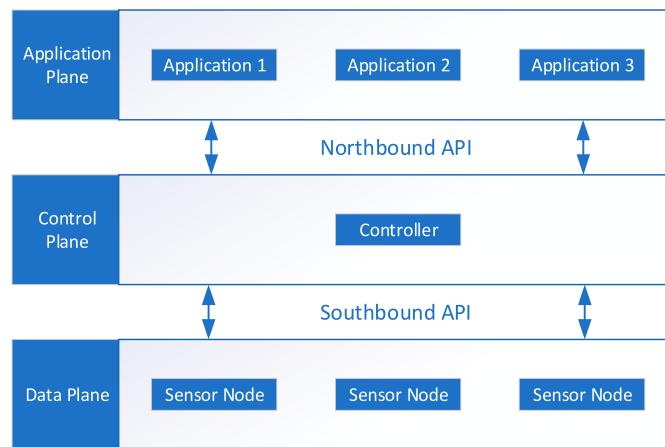 Application
Plane
Application 1
Application 2
Application 3
Northbound API
Control
Plane
Controller
Southbound API
Data Plane
Sensor Node
Sensor Node
Sensor Node